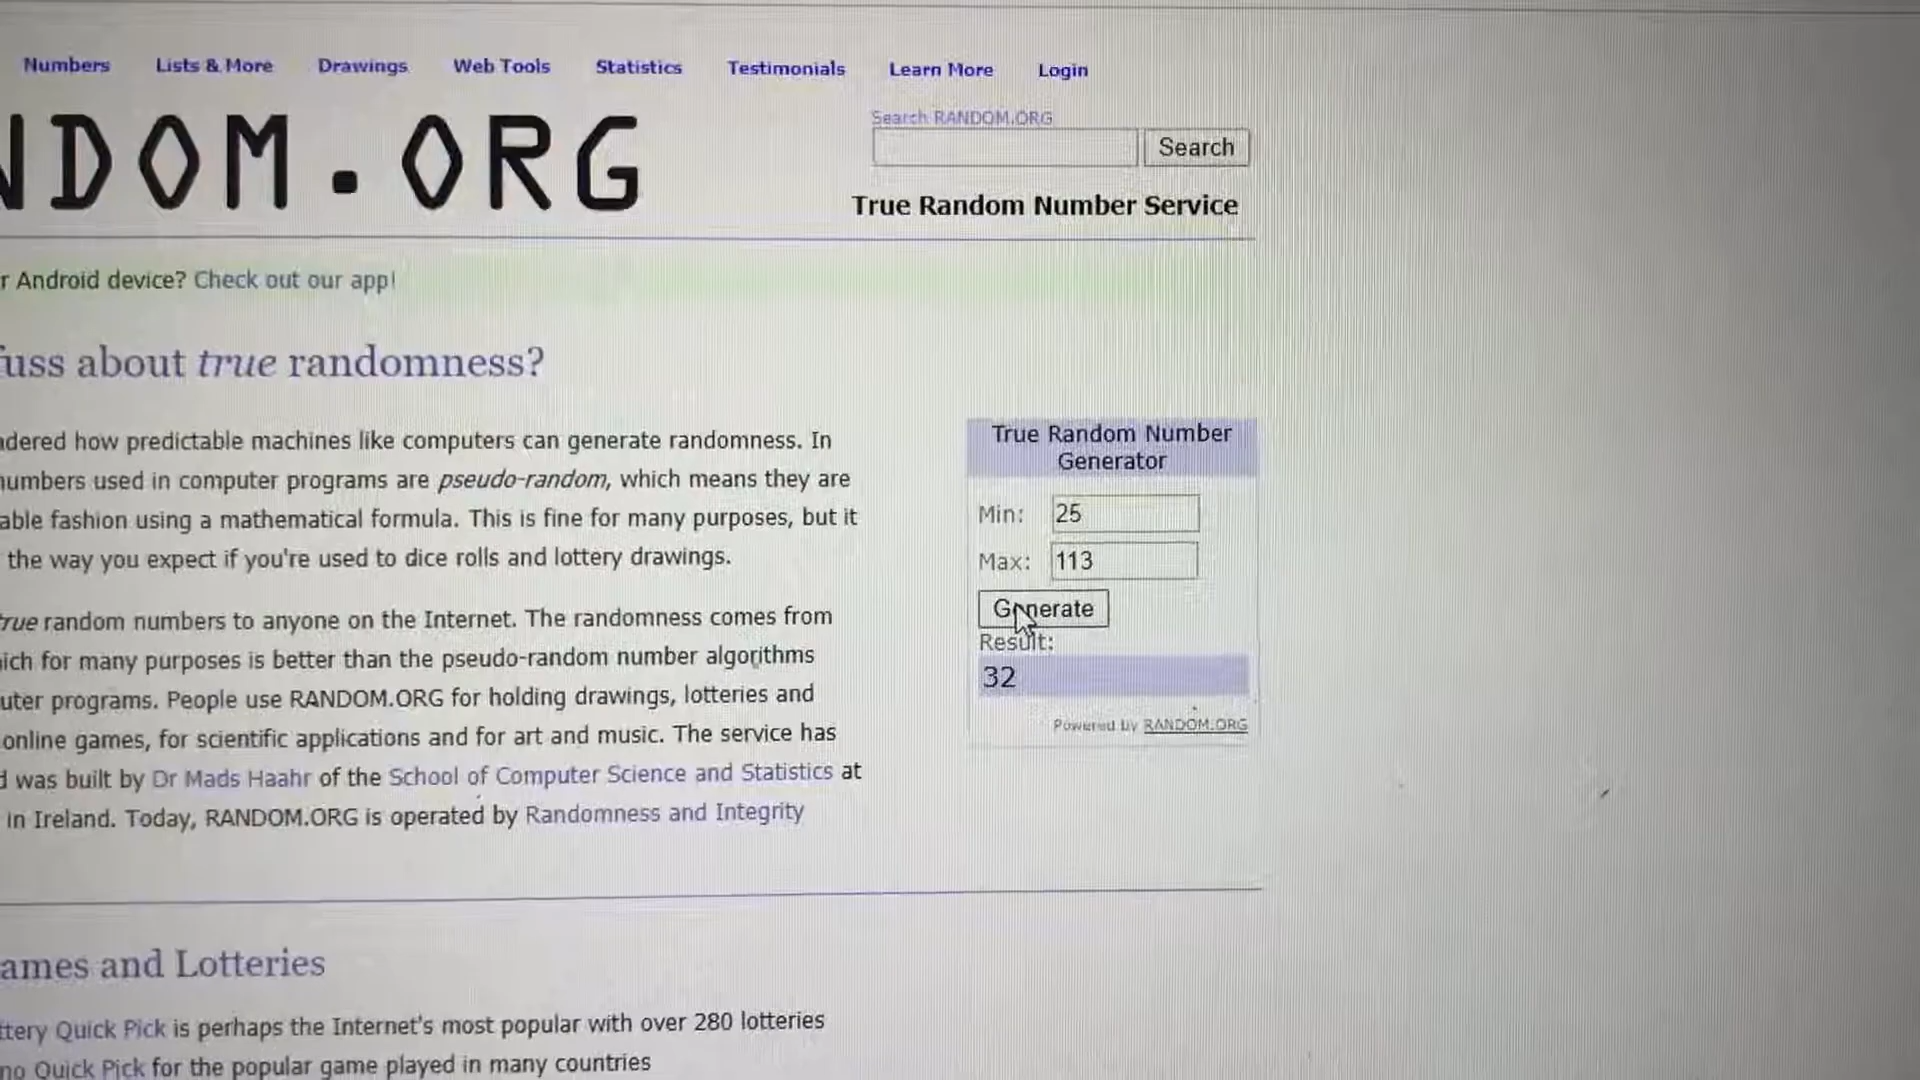 Numbers Lists & More Drawings Web Tools Statistics Testimonials Learn More Login
NDOM.ORG
Search RANDOM.ORG
Search
True Random Number Service
r Android device? Check out our app!
fuss about true randomness?
dered how predictable machines like computers can generate randomness. In
numbers used in computer programs are pseudo-random, which means they are
able fashion using a mathematical formula. This is fine for many purposes, but it
the way you expect if you're used to dice rolls and lottery drawings.
true random numbers to anyone on the Internet. The randomness comes from
ich for many purposes is better than the pseudo-random number algorithms
uter programs. People use RANDOM.ORG for holding drawings, lotteries and
online games, for scientific applications and for art and music. The service has
d was built by Dr Mads Haahr of the School of Computer Science and Statistics at
in Ireland. Today, RANDOM.ORG is operated by Randomness and Integrity
True Random Number
Generator
Min: 25
Max: 113
Generate
Result:
32
Powered by RANDOM.ORG
ames and Lotteries
ttery Quick Pick is perhaps the Internet's most popular with over 280 lotteries
no Quick Pick for the popular game played in many countries